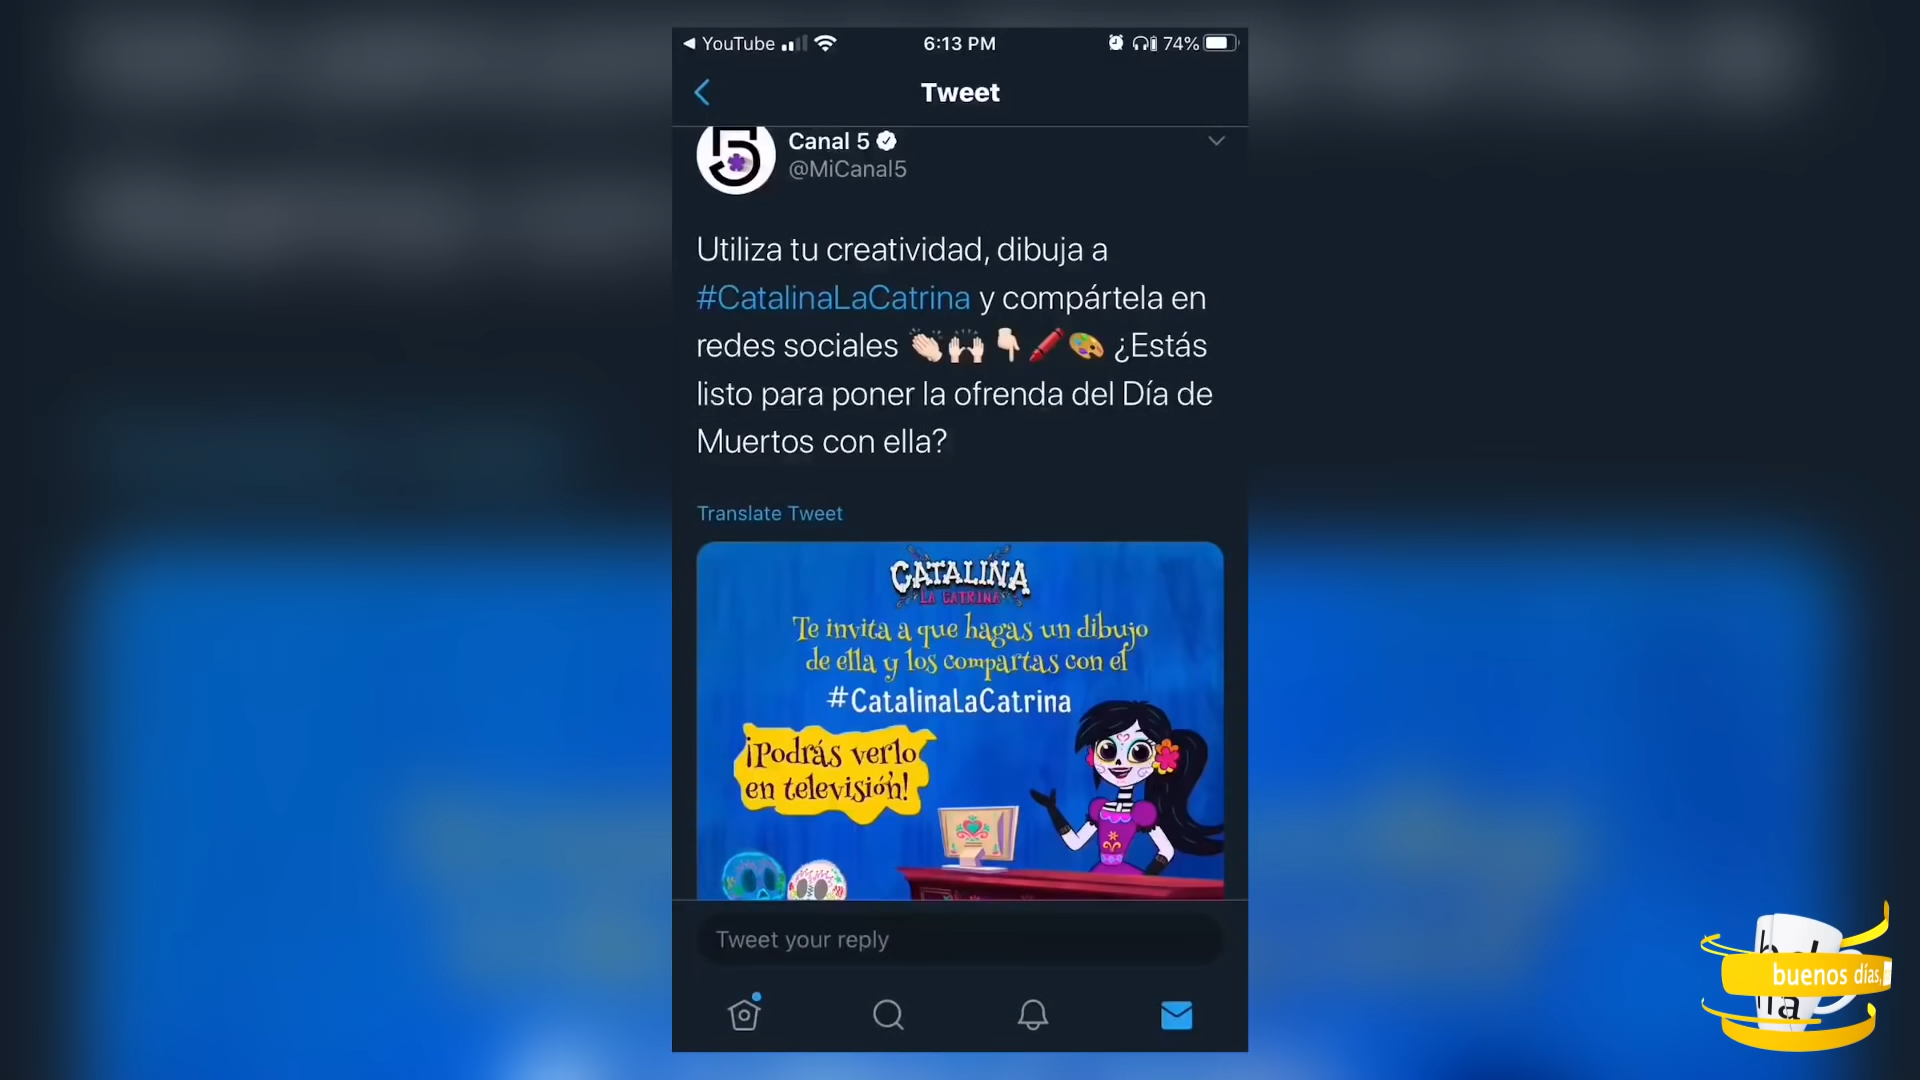 YouTube 6:13 PM 74%
Tweet
5 Canal 5
@MiCanal5
Utiliza tu creatividad, dibuja a
#CatalinaLaCatrina y compártela en
redes sociales 👏🏻🙌🏻👇🏻🖍️🎨 ¿Estás
listo para poner la ofrenda del Día de
Muertos con ella?
Translate Tweet
CATALINA
LA CATRINA
Te invita a que hagas un dibujo
de ella y los compartas con el
#CatalinaLaCatrina
¡Podrás verlo
en televisión!
Tweet your reply
buenos días,